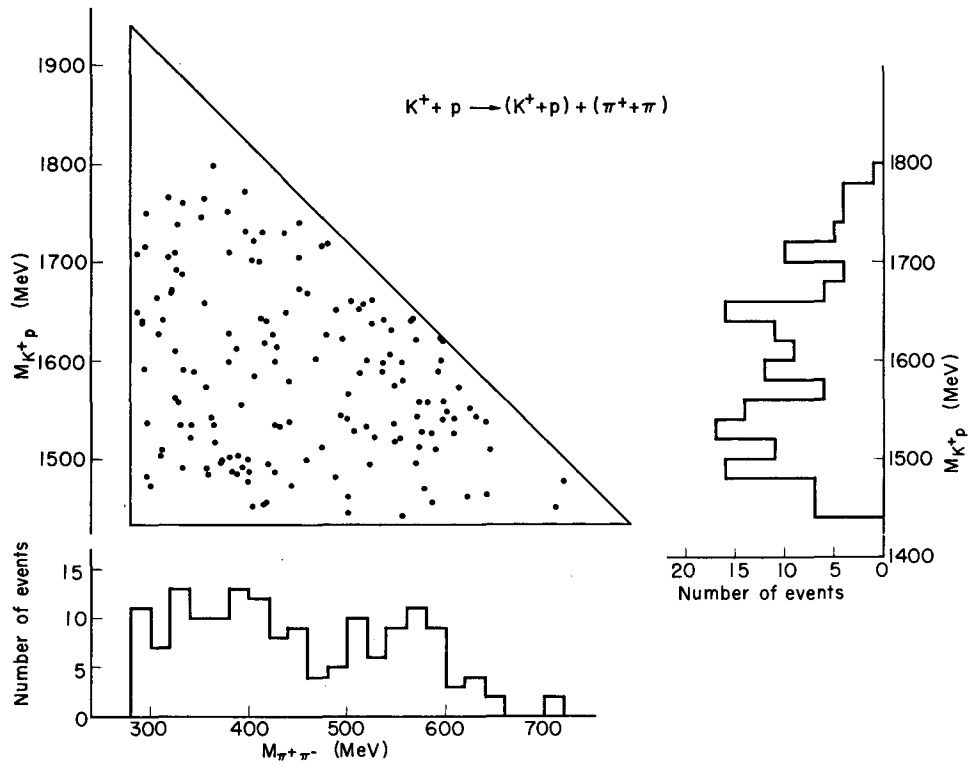 K⁺ + p → (K⁺+p) + (π⁺+π)
1900
1800
1700
1600
1500
M_K⁺p (MeV)
1800
1700
1600
1500
1400
M_K⁺p (MeV)
20 15 10 5 0
Number of events
15
10
5
0
Number of events
300 400 500 600 700
M_π⁺π⁻ (MeV)